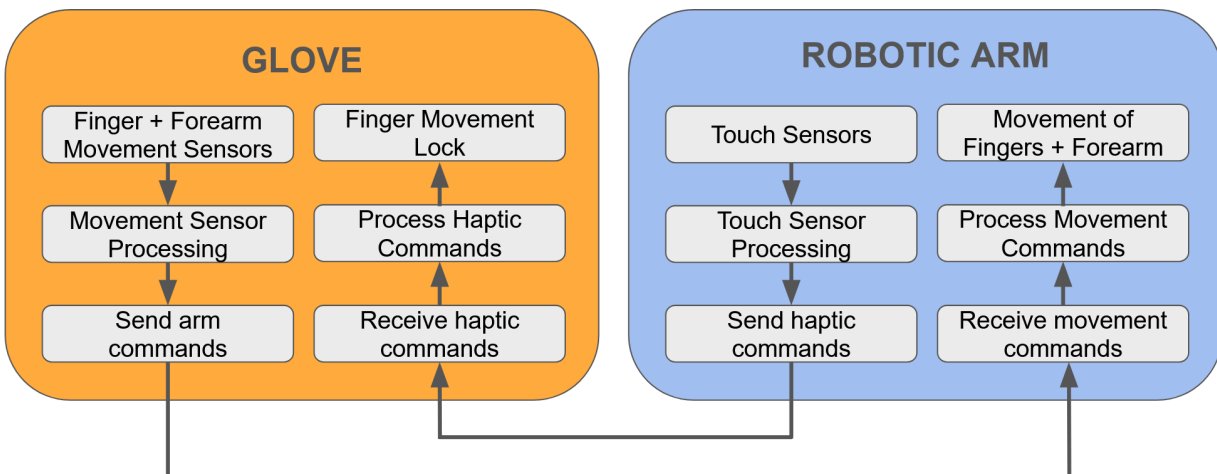 GLOVE
Finger + Forearm
Movement Sensors
Movement Sensor
Processing
Send arm
commands
Finger Movement
Lock
Process Haptic
Commands
Receive haptic
commands
ROBOTIC ARM
Touch Sensors
Touch Sensor
Processing
Send haptic
commands
Movement of
Fingers + Forearm
Process Movement
Commands
Receive movement
commands